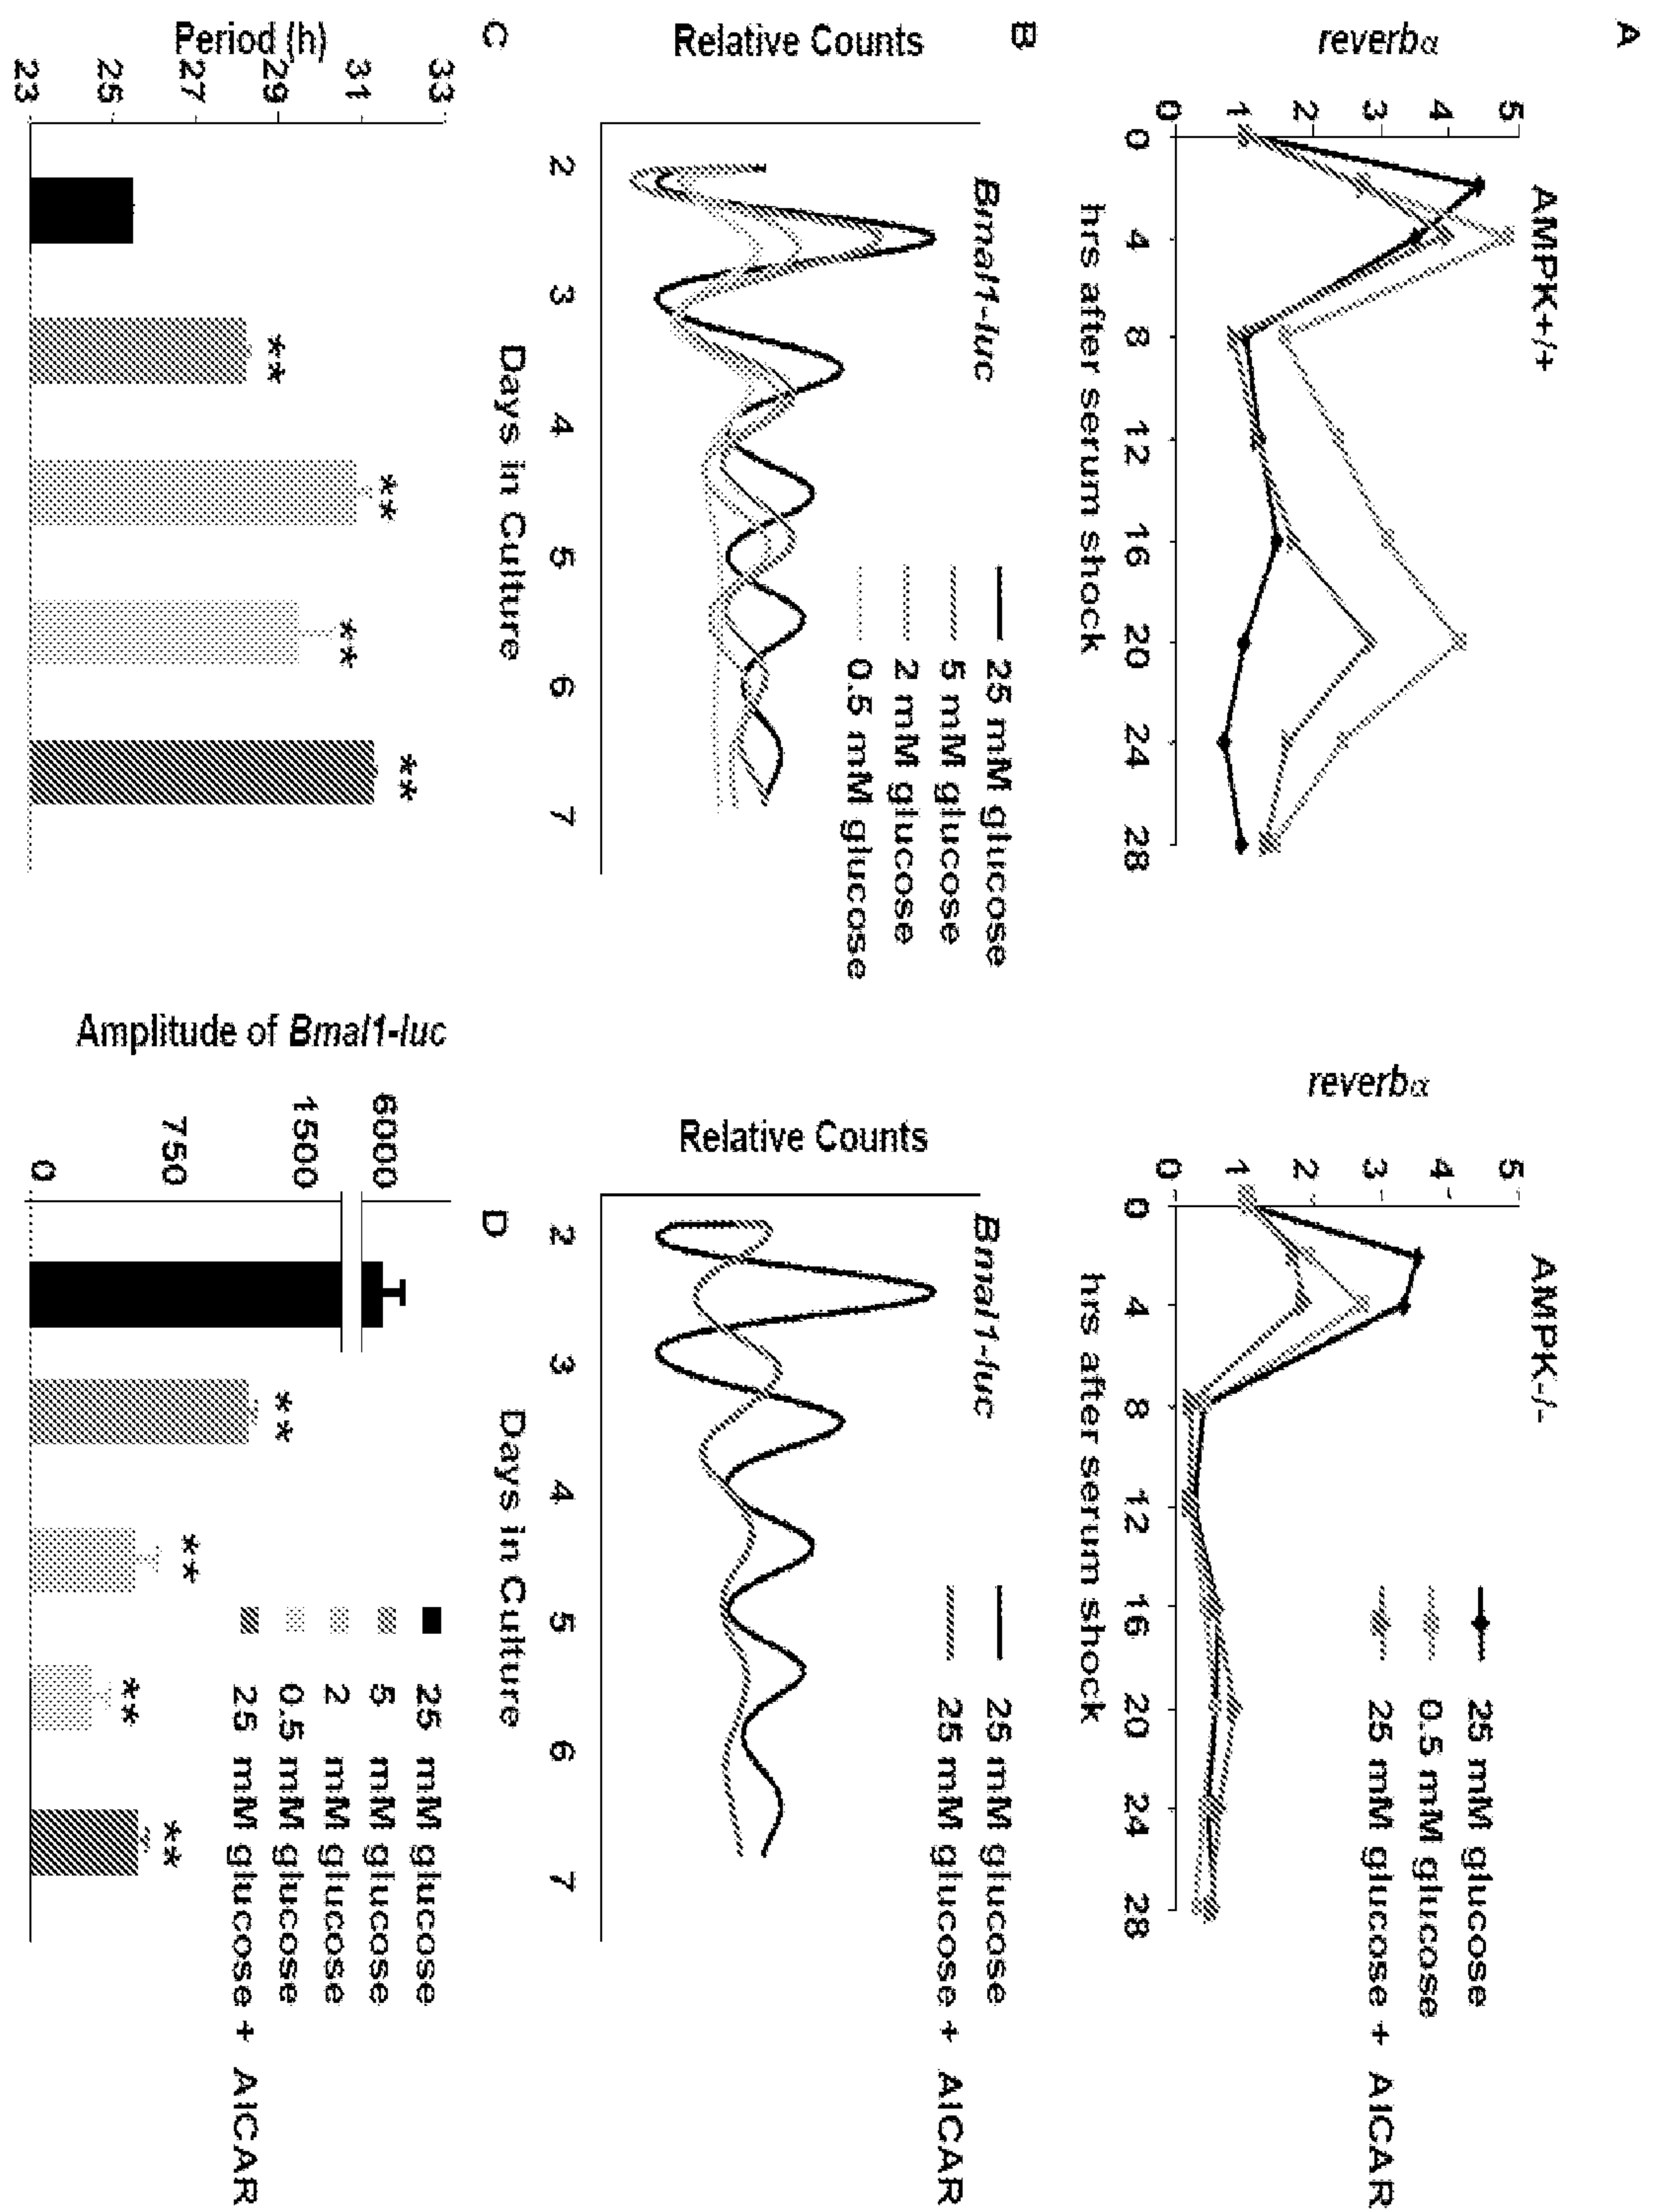 A
AMPK+/+
reverbα
5
4
3
2
1
0
0 4 8 12 16 20 24 28
hrs after serum shock
AMPK-/-
reverbα
5
4
3
2
1
0
0 4 8 12 16 20 24 28
hrs after serum shock
25 mM glucose
0.5 mM glucose
25 mM glucose + AICAR
B
Bmal1-luc
Relative Counts
25 mM glucose
5 mM glucose
2 mM glucose
0.5 mM glucose
2 3 4 5 6 7
Days in Culture
Bmal1-luc
Relative Counts
25 mM glucose
25 mM glucose + AICAR
2 3 4 5 6 7
Days in Culture
C
Period (h)
33
31
29
27
25
23
**
**
**
**
D
Amplitude of Bmal1-luc
6000
1500
750
0
**
**
**
**
25 mM glucose
5 mM glucose
2 mM glucose
0.5 mM glucose
25 mM glucose + AICAR